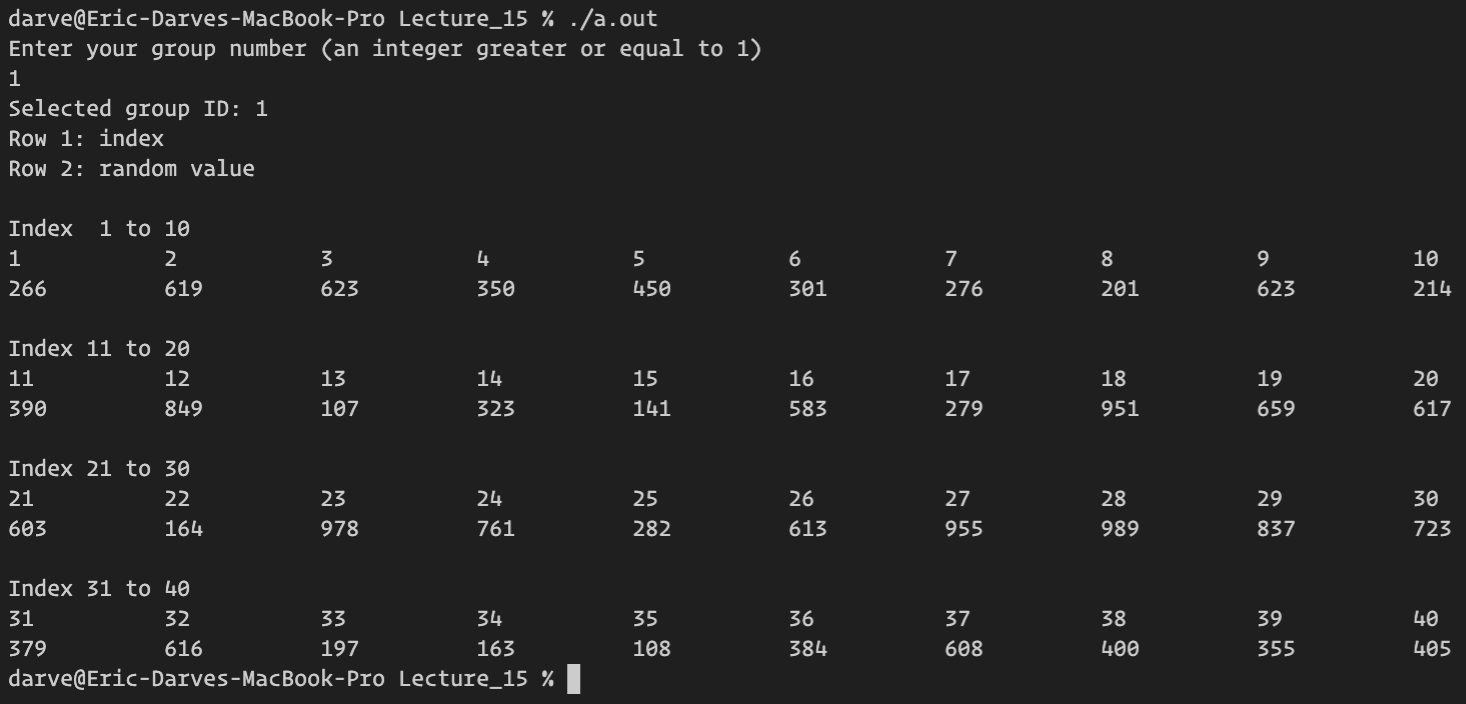 darve@Eric-Darves-MacBook-Pro Lecture_15 % ./a.out
Enter your group number (an integer greater or equal to 1)
1
Selected group ID: 1
Row 1: index
Row 2: random value
Index  1 to 10
1 2 3 4 5 6 7 8 9 10
266 619 623 350 450 301 276 201 623 214
Index 11 to 20
11 12 13 14 15 16 17 18 19 20
390 849 107 323 141 583 279 951 659 617
Index 21 to 30
21 22 23 24 25 26 27 28 29 30
603 164 978 761 282 613 955 989 837 723
Index 31 to 40
31 32 33 34 35 36 37 38 39 40
379 616 197 163 108 384 608 400 355 405
darve@Eric-Darves-MacBook-Pro Lecture_15 %